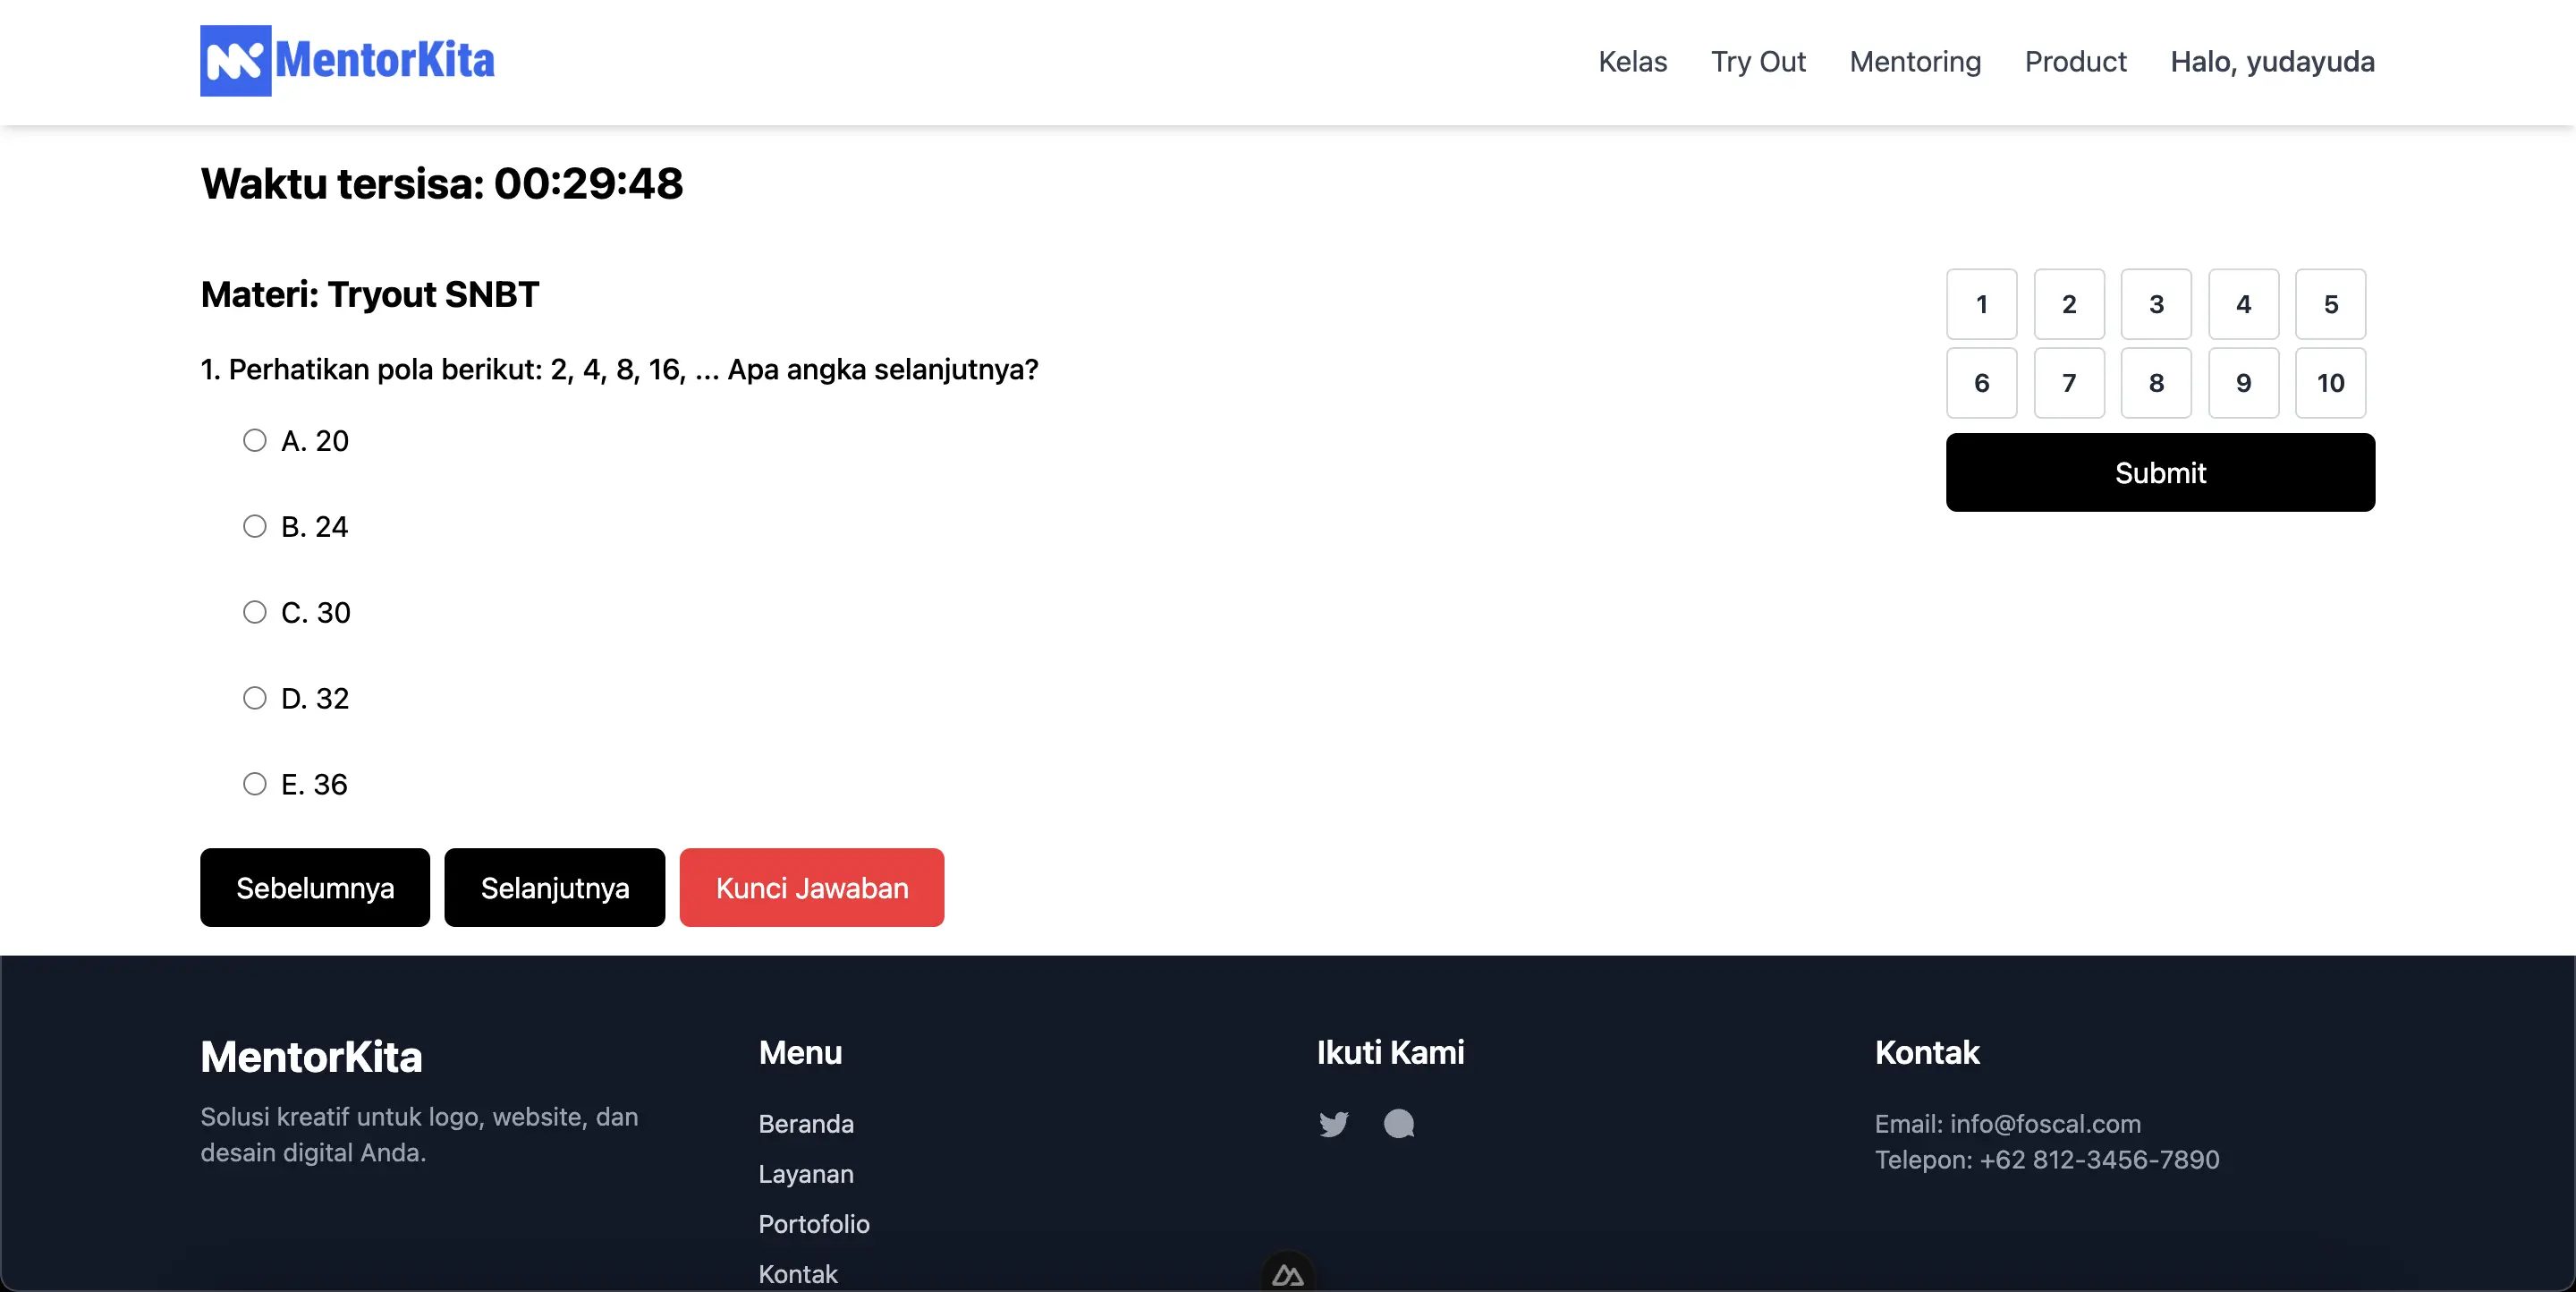 MentorKita
Kelas
Try Out
Mentoring
Product
Halo, yudayuda
Waktu tersisa: 00:29:48
Materi: Tryout SNBT
1. Perhatikan pola berikut: 2, 4, 8, 16, ... Apa angka selanjutnya?
A. 20
B. 24
C. 30
D. 32
E. 36
Sebelumnya
Selanjutnya
Kunci Jawaban
1 2 3 4 5
6 7 8 9 10
Submit
MentorKita
Solusi kreatif untuk logo, website, dan
desain digital Anda.
Menu
Beranda
Layanan
Portofolio
Kontak
Ikuti Kami
Kontak
Email: info@foscal.com
Telepon: +62 812-3456-7890